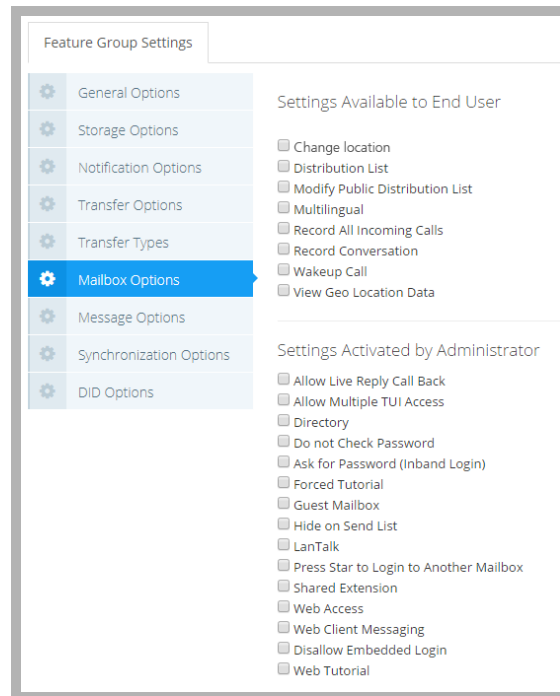 Feature Group Settings
General Options
Storage Options
Notification Options
Transfer Options
Transfer Types
Mailbox Options
Message Options
Synchronization Options
DID Options
Settings Available to End User
Change location
Distribution List
Modify Public Distribution List
Multilingual
Record All Incoming Calls
Record Conversation
Wakeup Call
View Geo Location Data
Settings Activated by Administrator
Allow Live Reply Call Back
Allow Multiple TUI Access
Directory
Do not Check Password
Ask for Password (Inband Login)
Forced Tutorial
Guest Mailbox
Hide on Send List
LanTalk
Press Star to Login to Another Mailbox
Shared Extension
Web Access
Web Client Messaging
Disallow Embedded Login
Web Tutorial